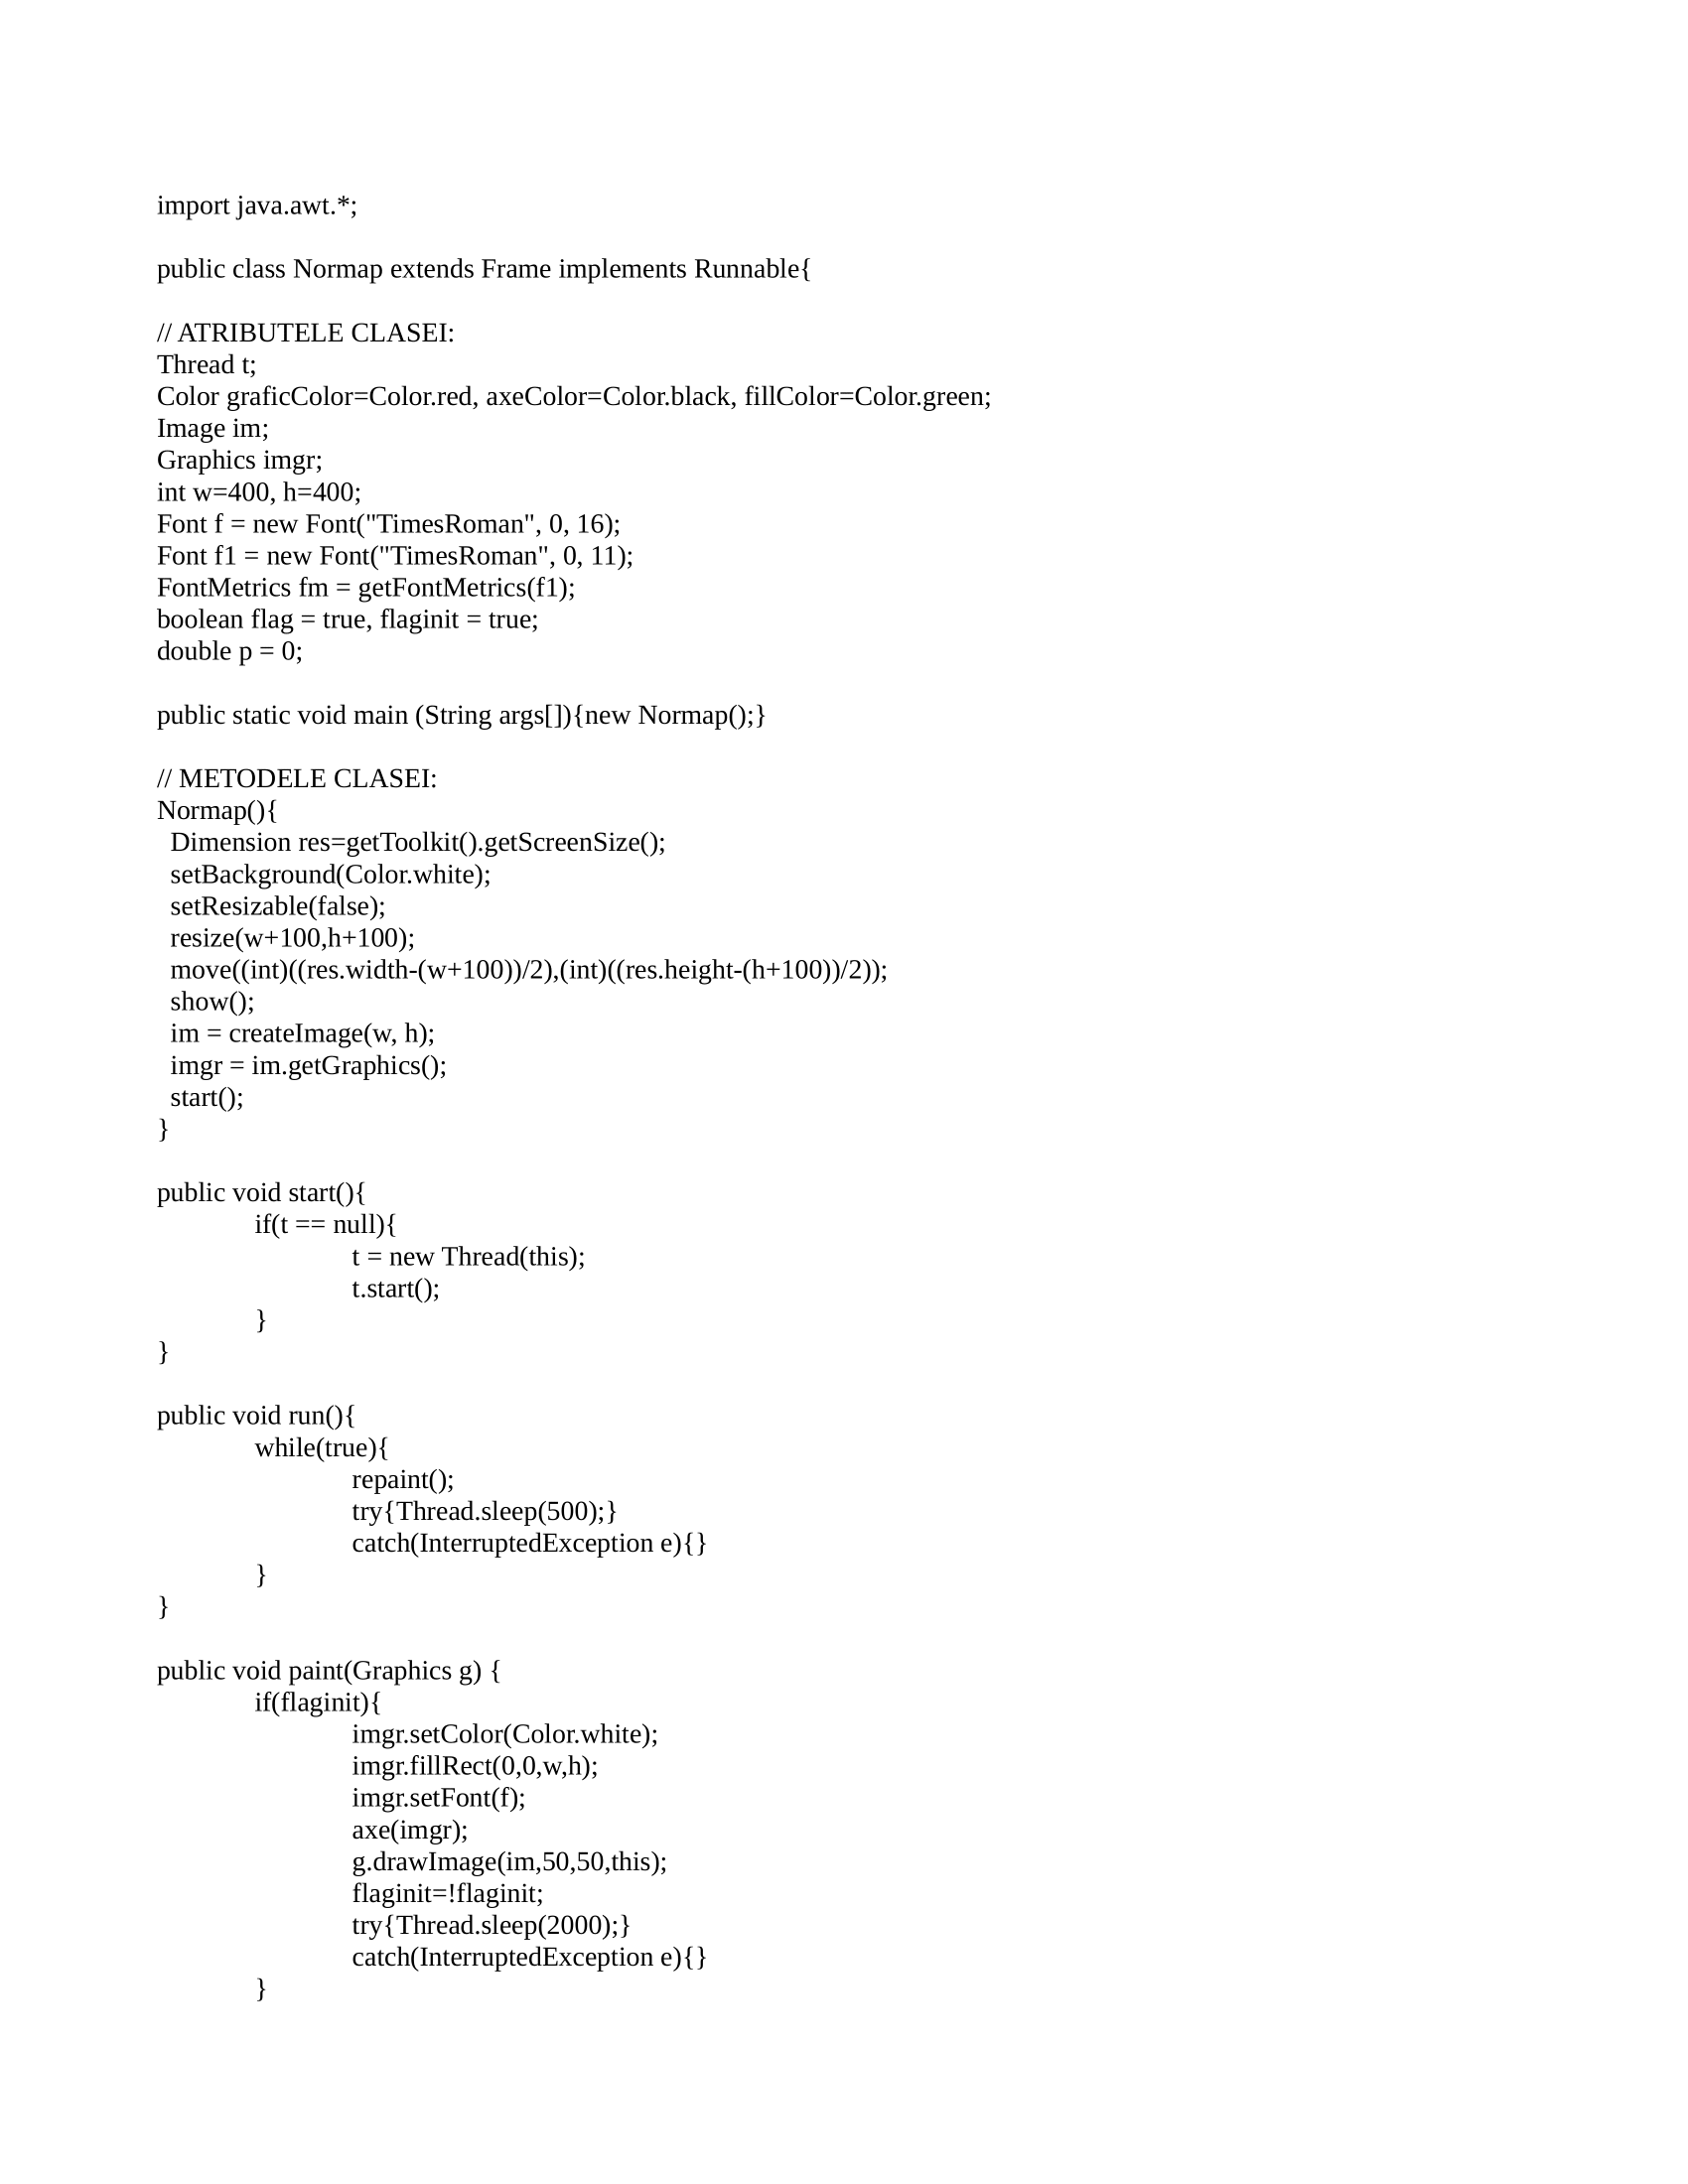 import java.awt.*;

public class Normap extends Frame implements Runnable{

// ATRIBUTELE CLASEI:
Thread t;
Color graficColor=Color.red, axeColor=Color.black, fillColor=Color.green;
Image im;
Graphics imgr;
int w=400, h=400;
Font f = new Font("TimesRoman", 0, 16);
Font f1 = new Font("TimesRoman", 0, 11);
FontMetrics fm = getFontMetrics(f1);
boolean flag = true, flaginit = true;
double p = 0;

public static void main (String args[]){new Normap();}

// METODELE CLASEI:
Normap(){
  Dimension res=getToolkit().getScreenSize();
  setBackground(Color.white);
  setResizable(false);
  resize(w+100,h+100);
  move((int)((res.width-(w+100))/2),(int)((res.height-(h+100))/2));
  show();
  im = createImage(w, h);
  imgr = im.getGraphics();
  start();
}

public void start(){
	if(t == null){
		t = new Thread(this);
		t.start();
	}
}

public void run(){
	while(true){
		repaint();
		try{Thread.sleep(500);}
		catch(InterruptedException e){}
	}
}

public void paint(Graphics g) {
	if(flaginit){
		imgr.setColor(Color.white);
		imgr.fillRect(0,0,w,h);
		imgr.setFont(f);
		axe(imgr);
		g.drawImage(im,50,50,this);
		flaginit=!flaginit;
		try{Thread.sleep(2000);}
		catch(InterruptedException e){}
	}